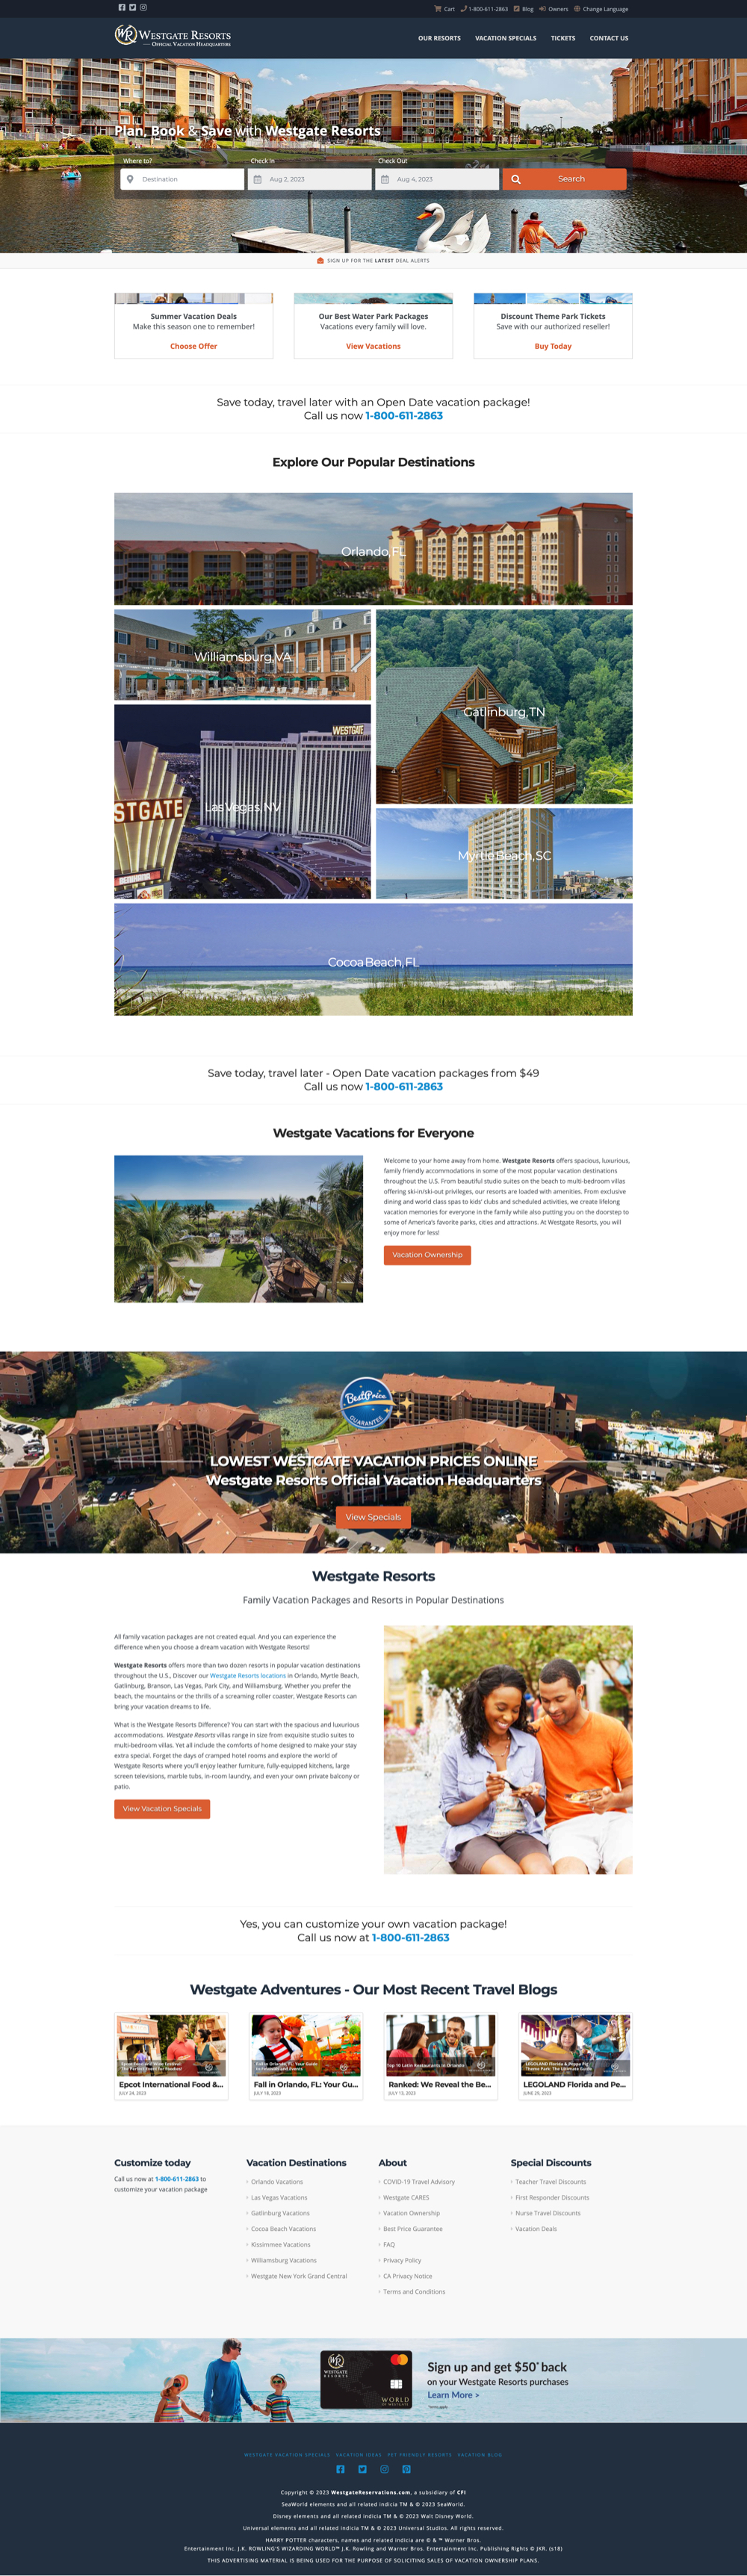 Cart 1-800-611-2863 Blog Owners Change Language
WR WESTGATE RESORTS
OFFICIAL VACATION HEADQUARTERS
OUR RESORTS VACATION SPECIALS TICKETS CONTACT US
Plan, Book & Save with Westgate Resorts
Where to? Check In Check Out
Destination Aug 2, 2023 Aug 4, 2023 Search
SIGN UP FOR THE LATEST DEAL ALERTS
Summer Vacation Deals
Make this season one to remember!
Choose Offer
Our Best Water Park Packages
Vacations every family will love.
View Vacations
Discount Theme Park Tickets
Save with our authorized reseller!
Buy Today
Save today, travel later with an Open Date vacation package!
Call us now 1-800-611-2863
Explore Our Popular Destinations
Orlando, FL
Williamsburg, VA
Gatlinburg, TN
WESTGATE
STGATE
Las Vegas, NV
Myrtle Beach, SC
Cocoa Beach, FL
Save today, travel later - Open Date vacation packages from $49
Call us now 1-800-611-2863
Westgate Vacations for Everyone
Welcome to your home away from home. Westgate Resorts offers spacious, luxurious,
family friendly accommodations in some of the most popular vacation destinations
throughout the U.S. From beautiful studio suites on the beach to multi-bedroom villas
offering ski-in/ski-out privileges, our resorts are loaded with amenities. From exclusive
dining and world class spas to kids' clubs and scheduled activities, we create lifelong
vacation memories for everyone in the family while also putting you on the doorstep to
some of America's favorite parks, cities and attractions. At Westgate Resorts, you will
enjoy more for less!
Vacation Ownership
BestPrice
GUARANTEE
LOWEST WESTGATE VACATION PRICES ONLINE
Westgate Resorts Official Vacation Headquarters
View Specials
Westgate Resorts
Family Vacation Packages and Resorts in Popular Destinations
All family vacation packages are not created equal. And you can experience the
difference when you choose a dream vacation with Westgate Resorts!
Westgate Resorts offers more than two dozen resorts in popular vacation destinations
throughout the U.S., Discover our Westgate Resorts locations in Orlando, Myrtle Beach,
Gatlinburg, Branson, Las Vegas, Park City, and Williamsburg. Whether you prefer the
beach, the mountains or the thrills of a screaming roller coaster, Westgate Resorts can
bring your vacation dreams to life.
What is the Westgate Resorts Difference? You can start with the spacious and luxurious
accommodations. Westgate Resorts villas range in size from exquisite studio suites to
multi-bedroom villas. Yet all include the comforts of home designed to make your stay
extra special. Forget the days of cramped hotel rooms and explore the world of
Westgate Resorts where you'll enjoy leather furniture, fully-equipped kitchens, large
screen televisions, marble tubs, in-room laundry, and even your own private balcony or
patio.
View Vacation Specials
Yes, you can customize your own vacation package!
Call us now at 1-800-611-2863
Westgate Adventures - Our Most Recent Travel Blogs
Epcot International Food &...
JULY 24, 2023
Fall in Orlando, FL: Your Guide
to Festivals and Events
Fall in Orlando, FL: Your Gu...
JULY 18, 2023
Top 10 Latin Restaurants in Orlando
Ranked: We Reveal the Be...
JULY 13, 2023
LEGOLAND Florida & Peppa Pig
Theme Park: The Ultimate Guide
LEGOLAND Florida and Pe...
JUNE 29, 2023
Customize today
Call us now at 1-800-611-2863 to
customize your vacation package
Vacation Destinations
Orlando Vacations
Las Vegas Vacations
Gatlinburg Vacations
Cocoa Beach Vacations
Kissimmee Vacations
Williamsburg Vacations
Westgate New York Grand Central
About
COVID-19 Travel Advisory
Westgate CARES
Vacation Ownership
Best Price Guarantee
FAQ
Privacy Policy
CA Privacy Notice
Terms and Conditions
Special Discounts
Teacher Travel Discounts
First Responder Discounts
Nurse Travel Discounts
Vacation Deals
WR
WESTGATE
RESORTS
WORLD
Sign up and get $50* back
on your Westgate Resorts purchases
Learn More >
*Terms apply
WESTGATE VACATION SPECIALS VACATION IDEAS PET FRIENDLY RESORTS VACATION BLOG
Copyright © 2023 WestgateReservations.com, a subsidiary of CFI
SeaWorld elements and all related indicia TM & © 2023 SeaWorld.
Disney elements and all related indicia TM & © 2023 Walt Disney World.
Universal elements and all related indicia TM & © 2023 Universal Studios. All rights reserved.
HARRY POTTER characters, names and related indicia are © & ™ Warner Bros.
Entertainment Inc. J.K. ROWLING'S WIZARDING WORLD™ J.K. Rowling and Warner Bros. Entertainment Inc. Publishing Rights © JKR. (s18)
THIS ADVERTISING MATERIAL IS BEING USED FOR THE PURPOSE OF SOLICITING SALES OF VACATION OWNERSHIP PLANS.